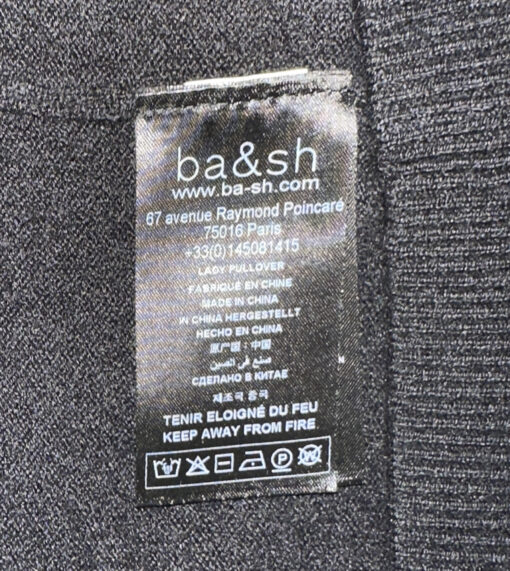 ba&sh
www.ba-sh.com
67 avenue Raymond Poincaré
75016 Paris
+33(0)145081415
LADY PULLOVER
FABRIQUÉ EN CHINE
MADE IN CHINA
IN CHINA HERGESTELLT
HECHO EN CHINA
原产国:中国
صنع في الصين
СДЕЛАНО В КИТАЕ
제조국 중국
TENIR ELOIGNÉ DU FEU
KEEP AWAY FROM FIRE
P W